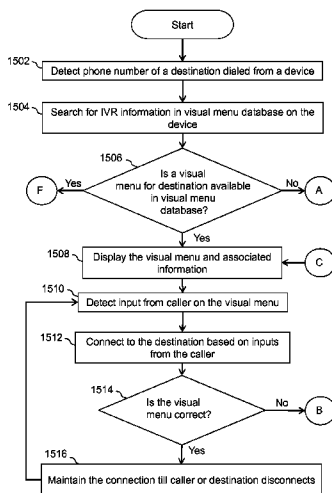 Start
1502
Detect phone number of a destination dialed from a device
1504
Search for IVR information in visual menu database on the
device
1506
Is a visual
menu for destination available
in visual menu
database?
F
Yes
No
A
Yes
1508
Display the visual menu and associated
information
C
1510
Detect input from caller on the visual menu
1512
Connect to the destination based on inputs
from the caller
1514
Is the visual
menu correct?
No
B
Yes
1516
Maintain the connection till caller or destination disconnects